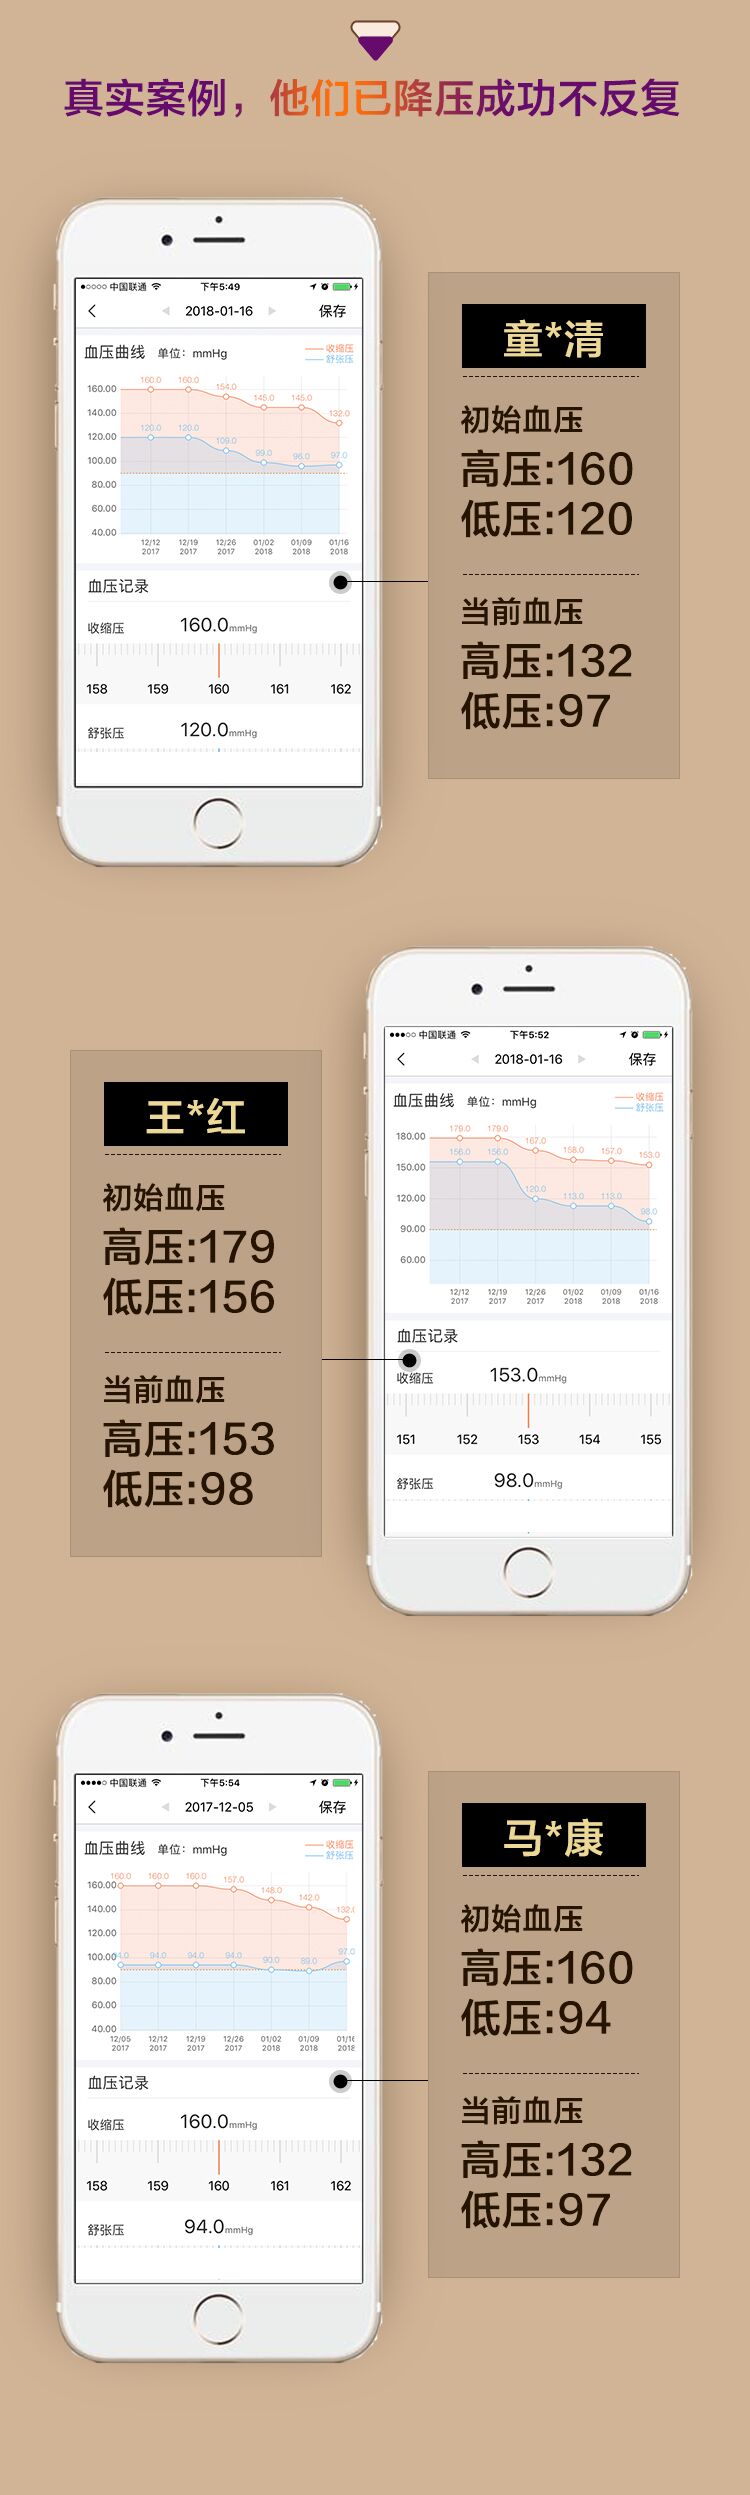 真实案例，他们已降压成功不反复
中国联通 下午5:49
2018-01-16 保存
血压曲线 单位：mmHg
收缩压
舒张压
160.00
140.00
120.00
100.00
80.00
60.00
40.00
160.0 160.0 154.0 145.0 145.0 132.0
120.0 120.0 109.0 99.0 96.0 97.0
12/12 12/19 12/26 01/02 01/09 01/16
2017 2017 2017 2018 2018 2018
血压记录
收缩压 160.0mmHg
158 159 160 161 162
舒张压 120.0mmHg
童*清
初始血压
高压:160
低压:120
当前血压
高压:132
低压:97
王*红
初始血压
高压:179
低压:156
当前血压
高压:153
低压:98
中国联通 下午5:52
2018-01-16 保存
血压曲线 单位：mmHg
收缩压
舒张压
180.00
150.00
120.00
90.00
60.00
179.0 179.0 167.0 158.0 157.0 153.0
156.0 156.0 120.0 113.0 113.0 98.0
12/12 12/19 12/26 01/02 01/09 01/16
2017 2017 2017 2018 2018 2018
血压记录
收缩压 153.0mmHg
151 152 153 154 155
舒张压 98.0mmHg
中国联通 下午5:54
2017-12-05 保存
血压曲线 单位：mmHg
收缩压
舒张压
160.00
140.00
120.00
100.00
80.00
60.00
40.00
160.0 160.0 160.0 157.0 148.0 142.0 132.0
94.0 94.0 94.0 94.0 90.0 89.0 97.0
12/05 12/12 12/19 12/26 01/02 01/09 01/16
2017 2017 2017 2017 2018 2018 2018
血压记录
收缩压 160.0mmHg
158 159 160 161 162
舒张压 94.0mmHg
马*康
初始血压
高压:160
低压:94
当前血压
高压:132
低压:97